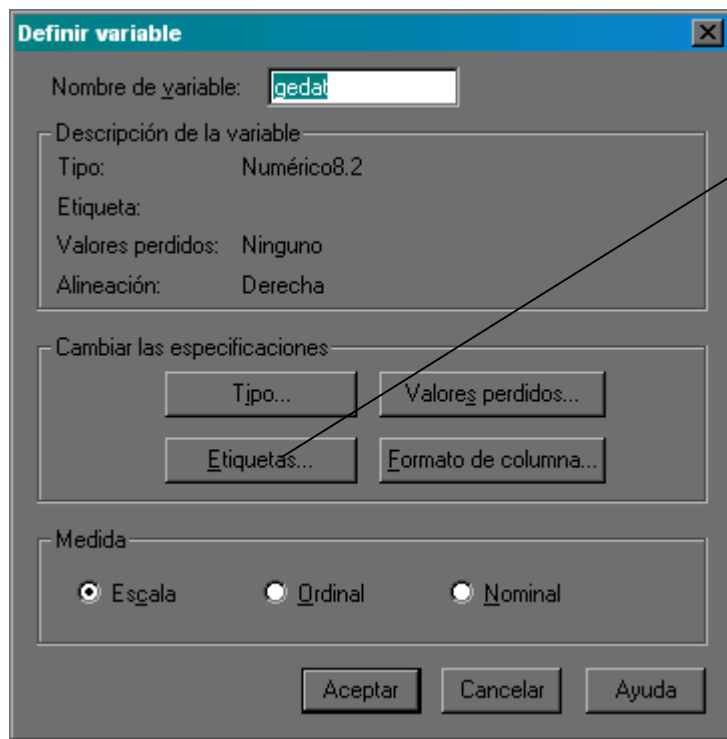 Definir variable
Nombre de variable: gedat
Descripción de la variable
Tipo: Numérico8.2
Etiqueta:
Valores perdidos: Ninguno
Alineación: Derecha
Cambiar las especificaciones
Tipo... Valores perdidos...
Etiquetas... Formato de columna...
Medida
Escala Ordinal Nominal
Aceptar Cancelar Ayuda